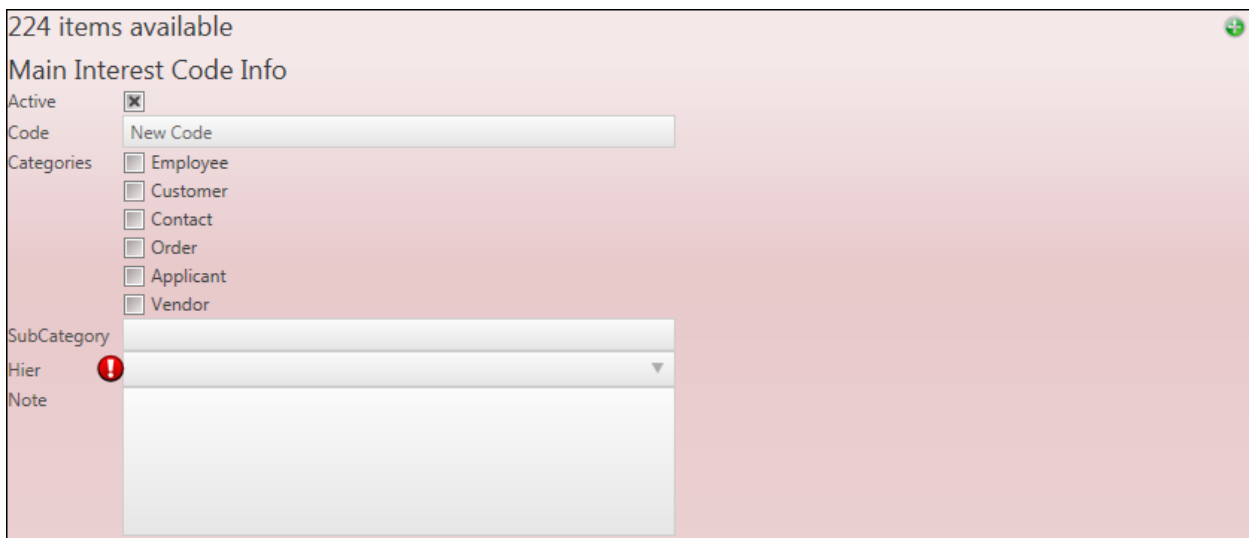 224 items available
Main Interest Code Info
Active
Code New Code
Categories Employee
Customer
Contact
Order
Applicant
Vendor
SubCategory
Hier
Note